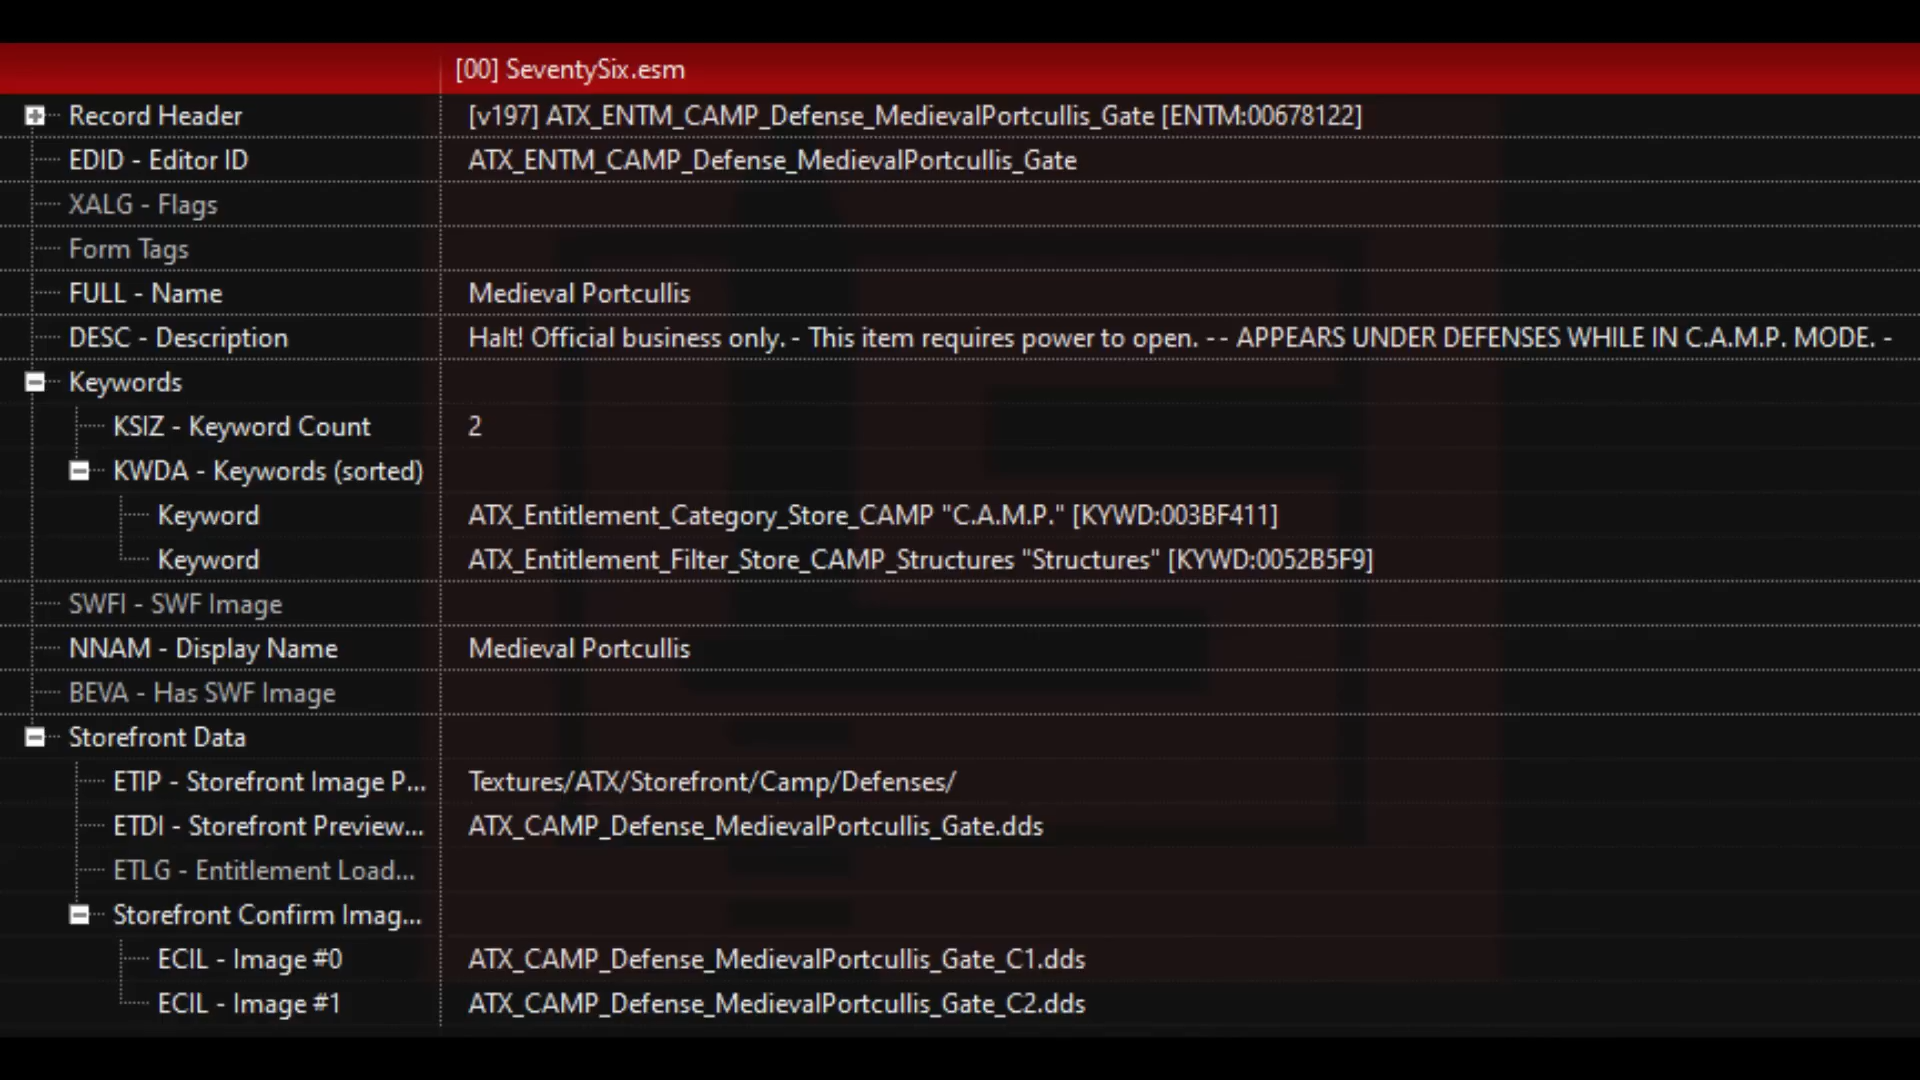 [00] SeventySix.esm
Record Header [v197] ATX_ENTM_CAMP_Defense_MedievalPortcullis_Gate [ENTM:00678122]
EDID - Editor ID ATX_ENTM_CAMP_Defense_MedievalPortcullis_Gate
XALG - Flags
Form Tags
FULL - Name Medieval Portcullis
DESC - Description Halt! Official business only. - This item requires power to open. -- APPEARS UNDER DEFENSES WHILE IN C.A.M.P. MODE. -
Keywords
KSIZ - Keyword Count 2
KWDA - Keywords (sorted)
Keyword ATX_Entitlement_Category_Store_CAMP "C.A.M.P." [KYWD:003BF411]
Keyword ATX_Entitlement_Filter_Store_CAMP_Structures "Structures" [KYWD:0052B5F9]
SWFI - SWF Image
NNAM - Display Name Medieval Portcullis
BEVA - Has SWF Image
Storefront Data
ETIP - Storefront Image P... Textures/ATX/Storefront/Camp/Defenses/
ETDI - Storefront Preview... ATX_CAMP_Defense_MedievalPortcullis_Gate.dds
ETLG - Entitlement Load...
Storefront Confirm Imag...
ECIL - Image #0 ATX_CAMP_Defense_MedievalPortcullis_Gate_C1.dds
ECIL - Image #1 ATX_CAMP_Defense_MedievalPortcullis_Gate_C2.dds